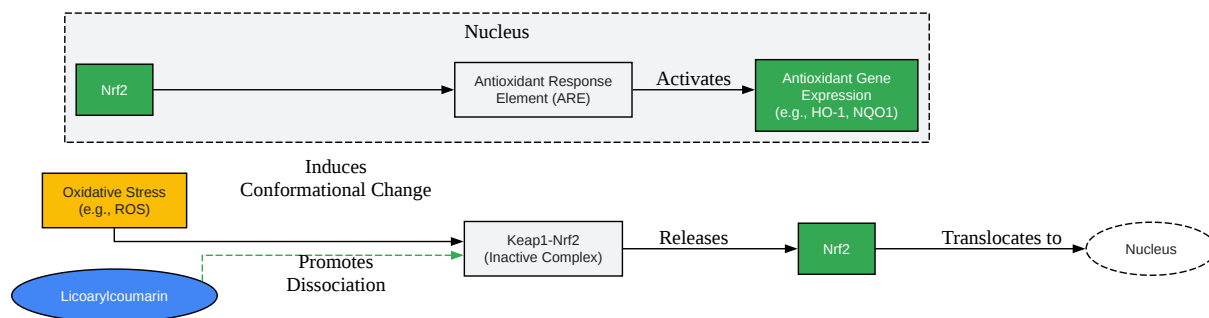 Nucleus
Nrf2
Antioxidant Response
Element (ARE)
Activates
Antioxidant Gene
Expression
(e.g., HO-1, NQO1)
Induces
Conformational Change
Oxidative Stress
(e.g., ROS)
Keap1-Nrf2
(Inactive Complex)
Releases
Nrf2
Translocates to
Nucleus
Promotes
Dissociation
Licoarylcoumarin